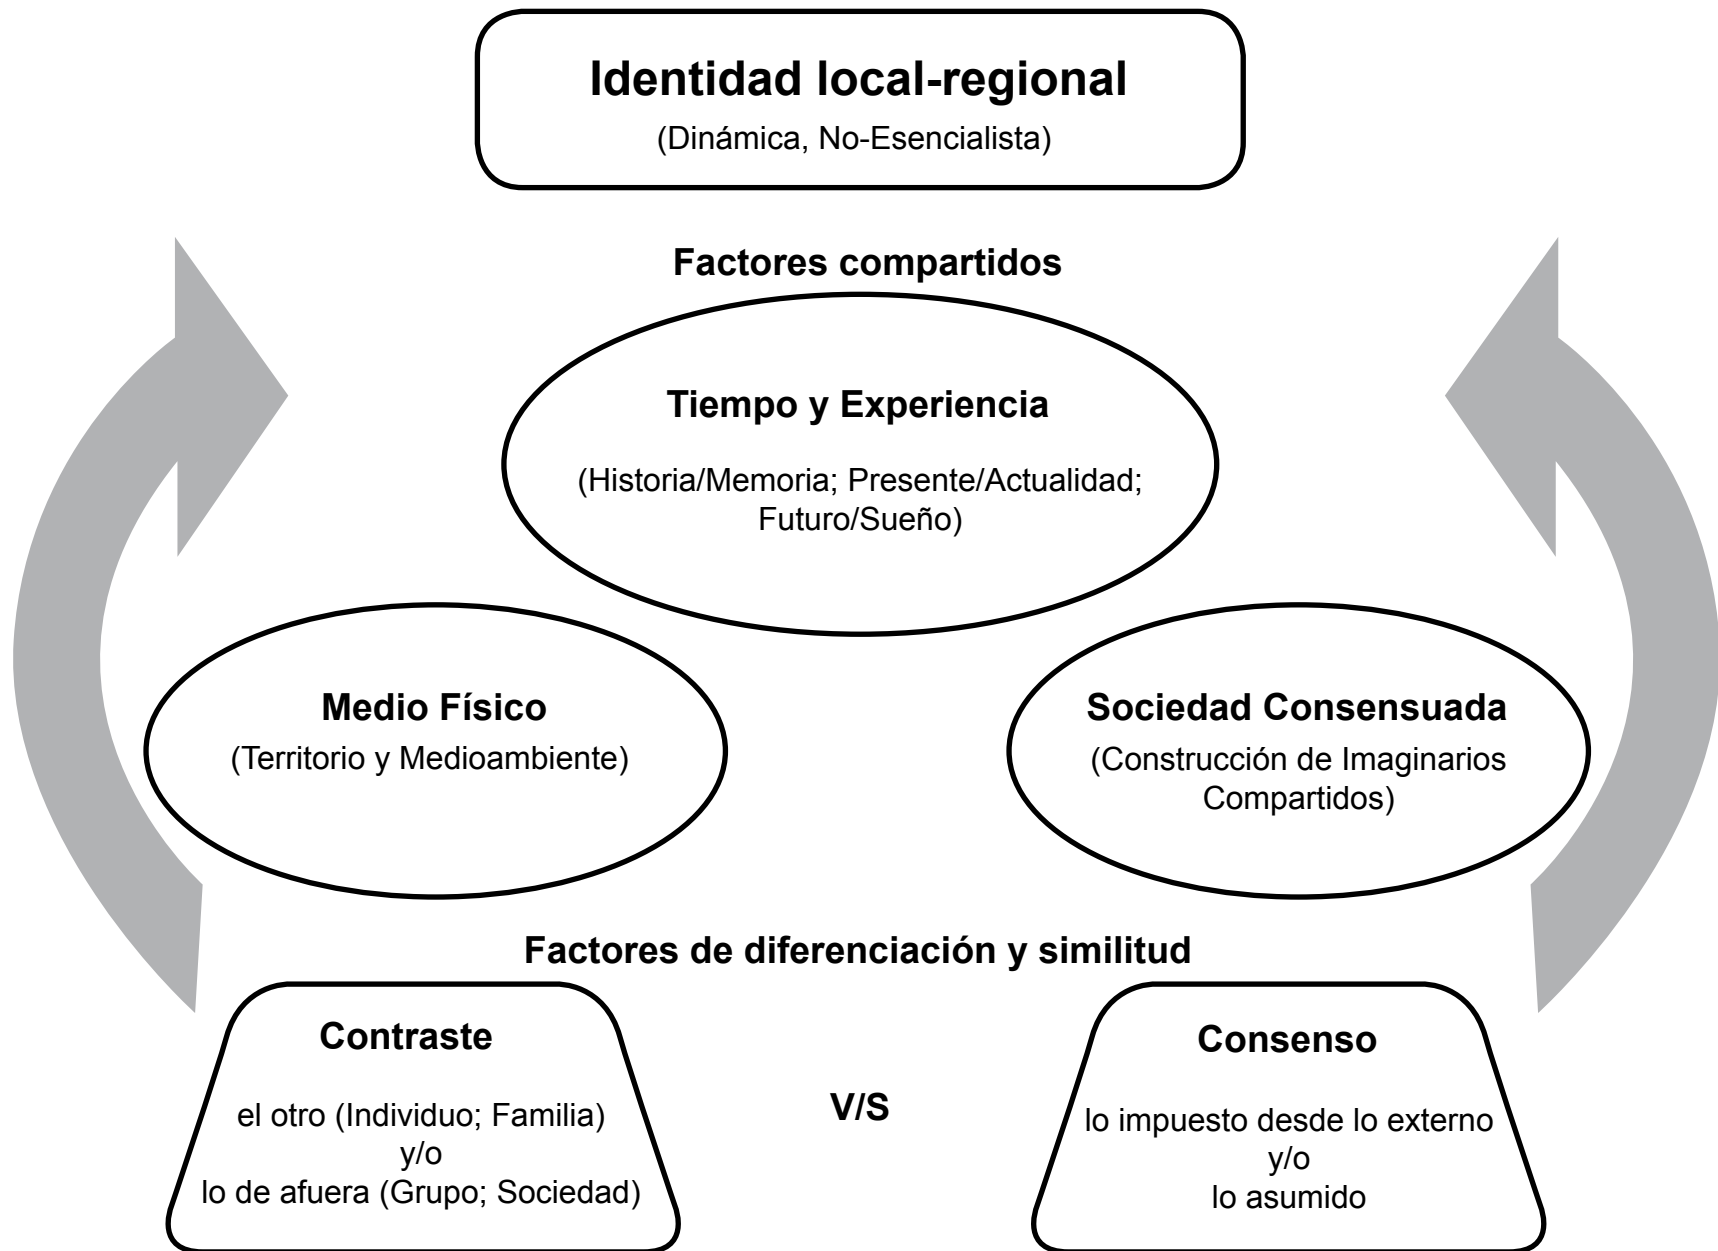 Identidad local-regional
(Dinámica, No-Esencialista)
Factores compartidos
Tiempo y Experiencia
(Historia/Memoria; Presente/Actualidad;
Futuro/Sueño)
Medio Físico
(Territorio y Medioambiente)
Sociedad Consensuada
(Construcción de Imaginarios
Compartidos)
Factores de diferenciación y similitud
Contraste
el otro (Individuo; Familia)
y/o
lo de afuera (Grupo; Sociedad)
V/S
Consenso
lo impuesto desde lo externo
y/o
lo asumido